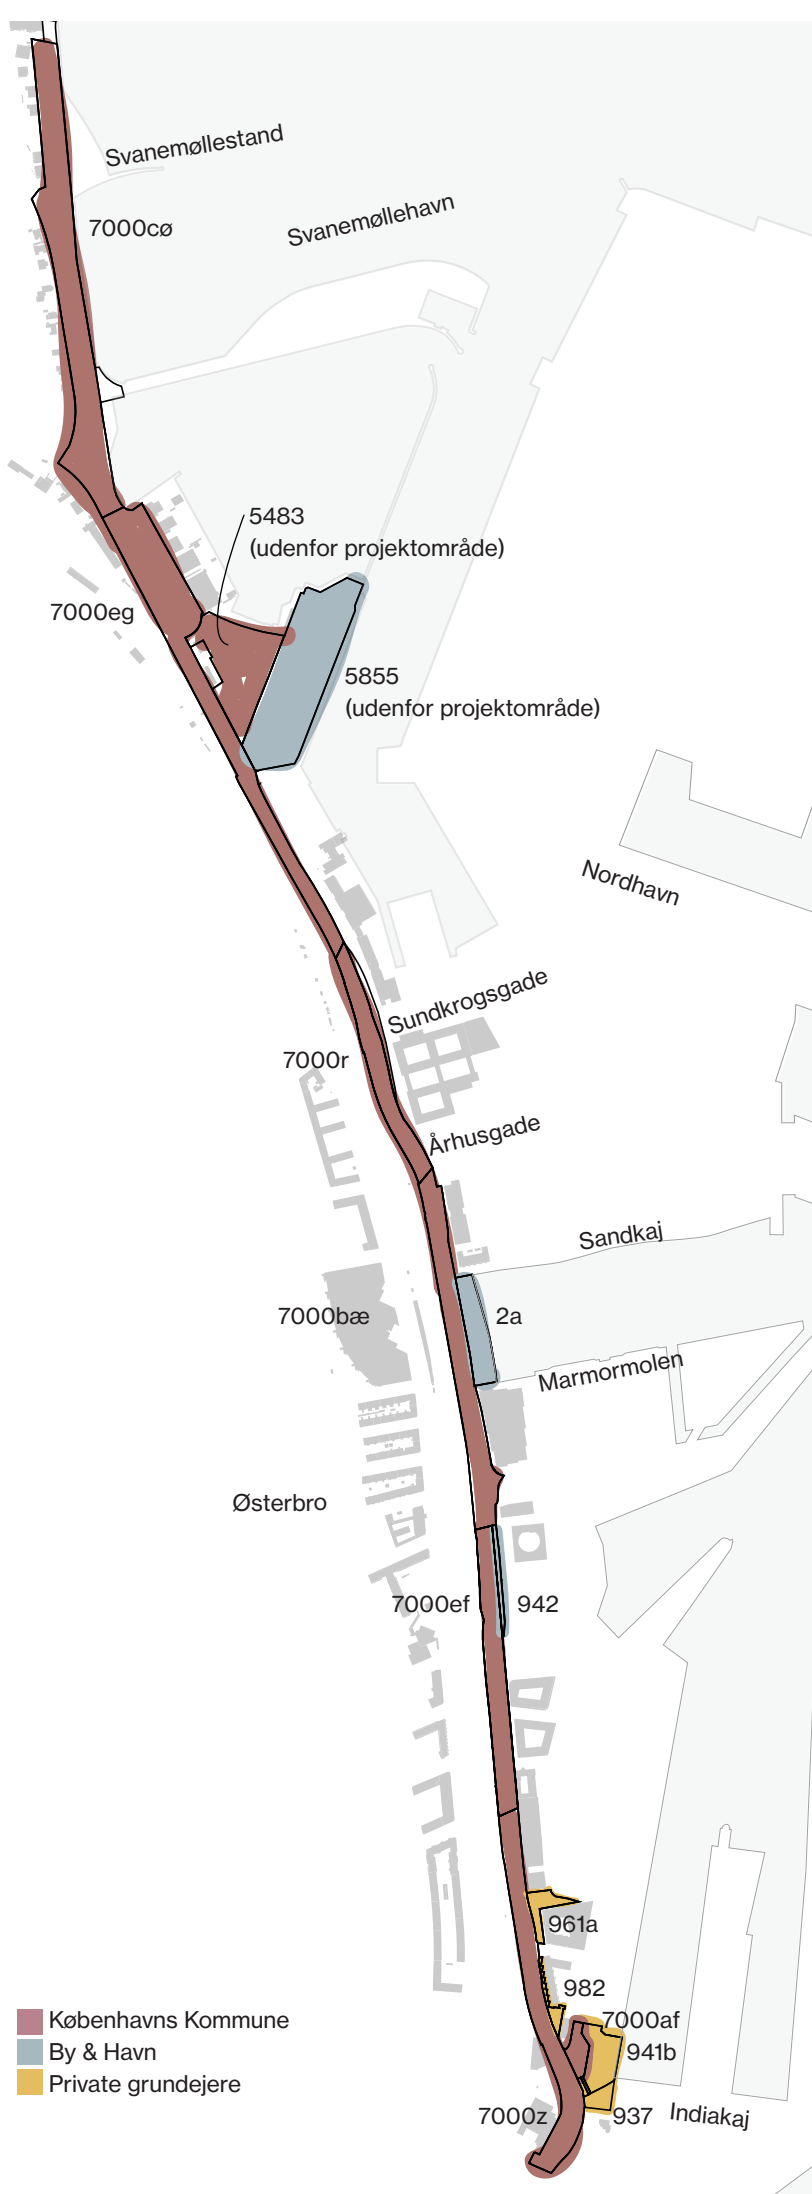 Svanemøllestand
Svanemøllehavn
7000cø
5483
(udenfor projektområde)
7000eg
5855
(udenfor projektområde)
Nordhavn
Sundkrogsgade
7000r
Århusgade
Sandkaj
7000bæ
2a
Marmormolen
Østerbro
7000ef
942
961a
982
7000af
941b
7000z
937
Indiakaj
Københavns Kommune
By & Havn
Private grundejere